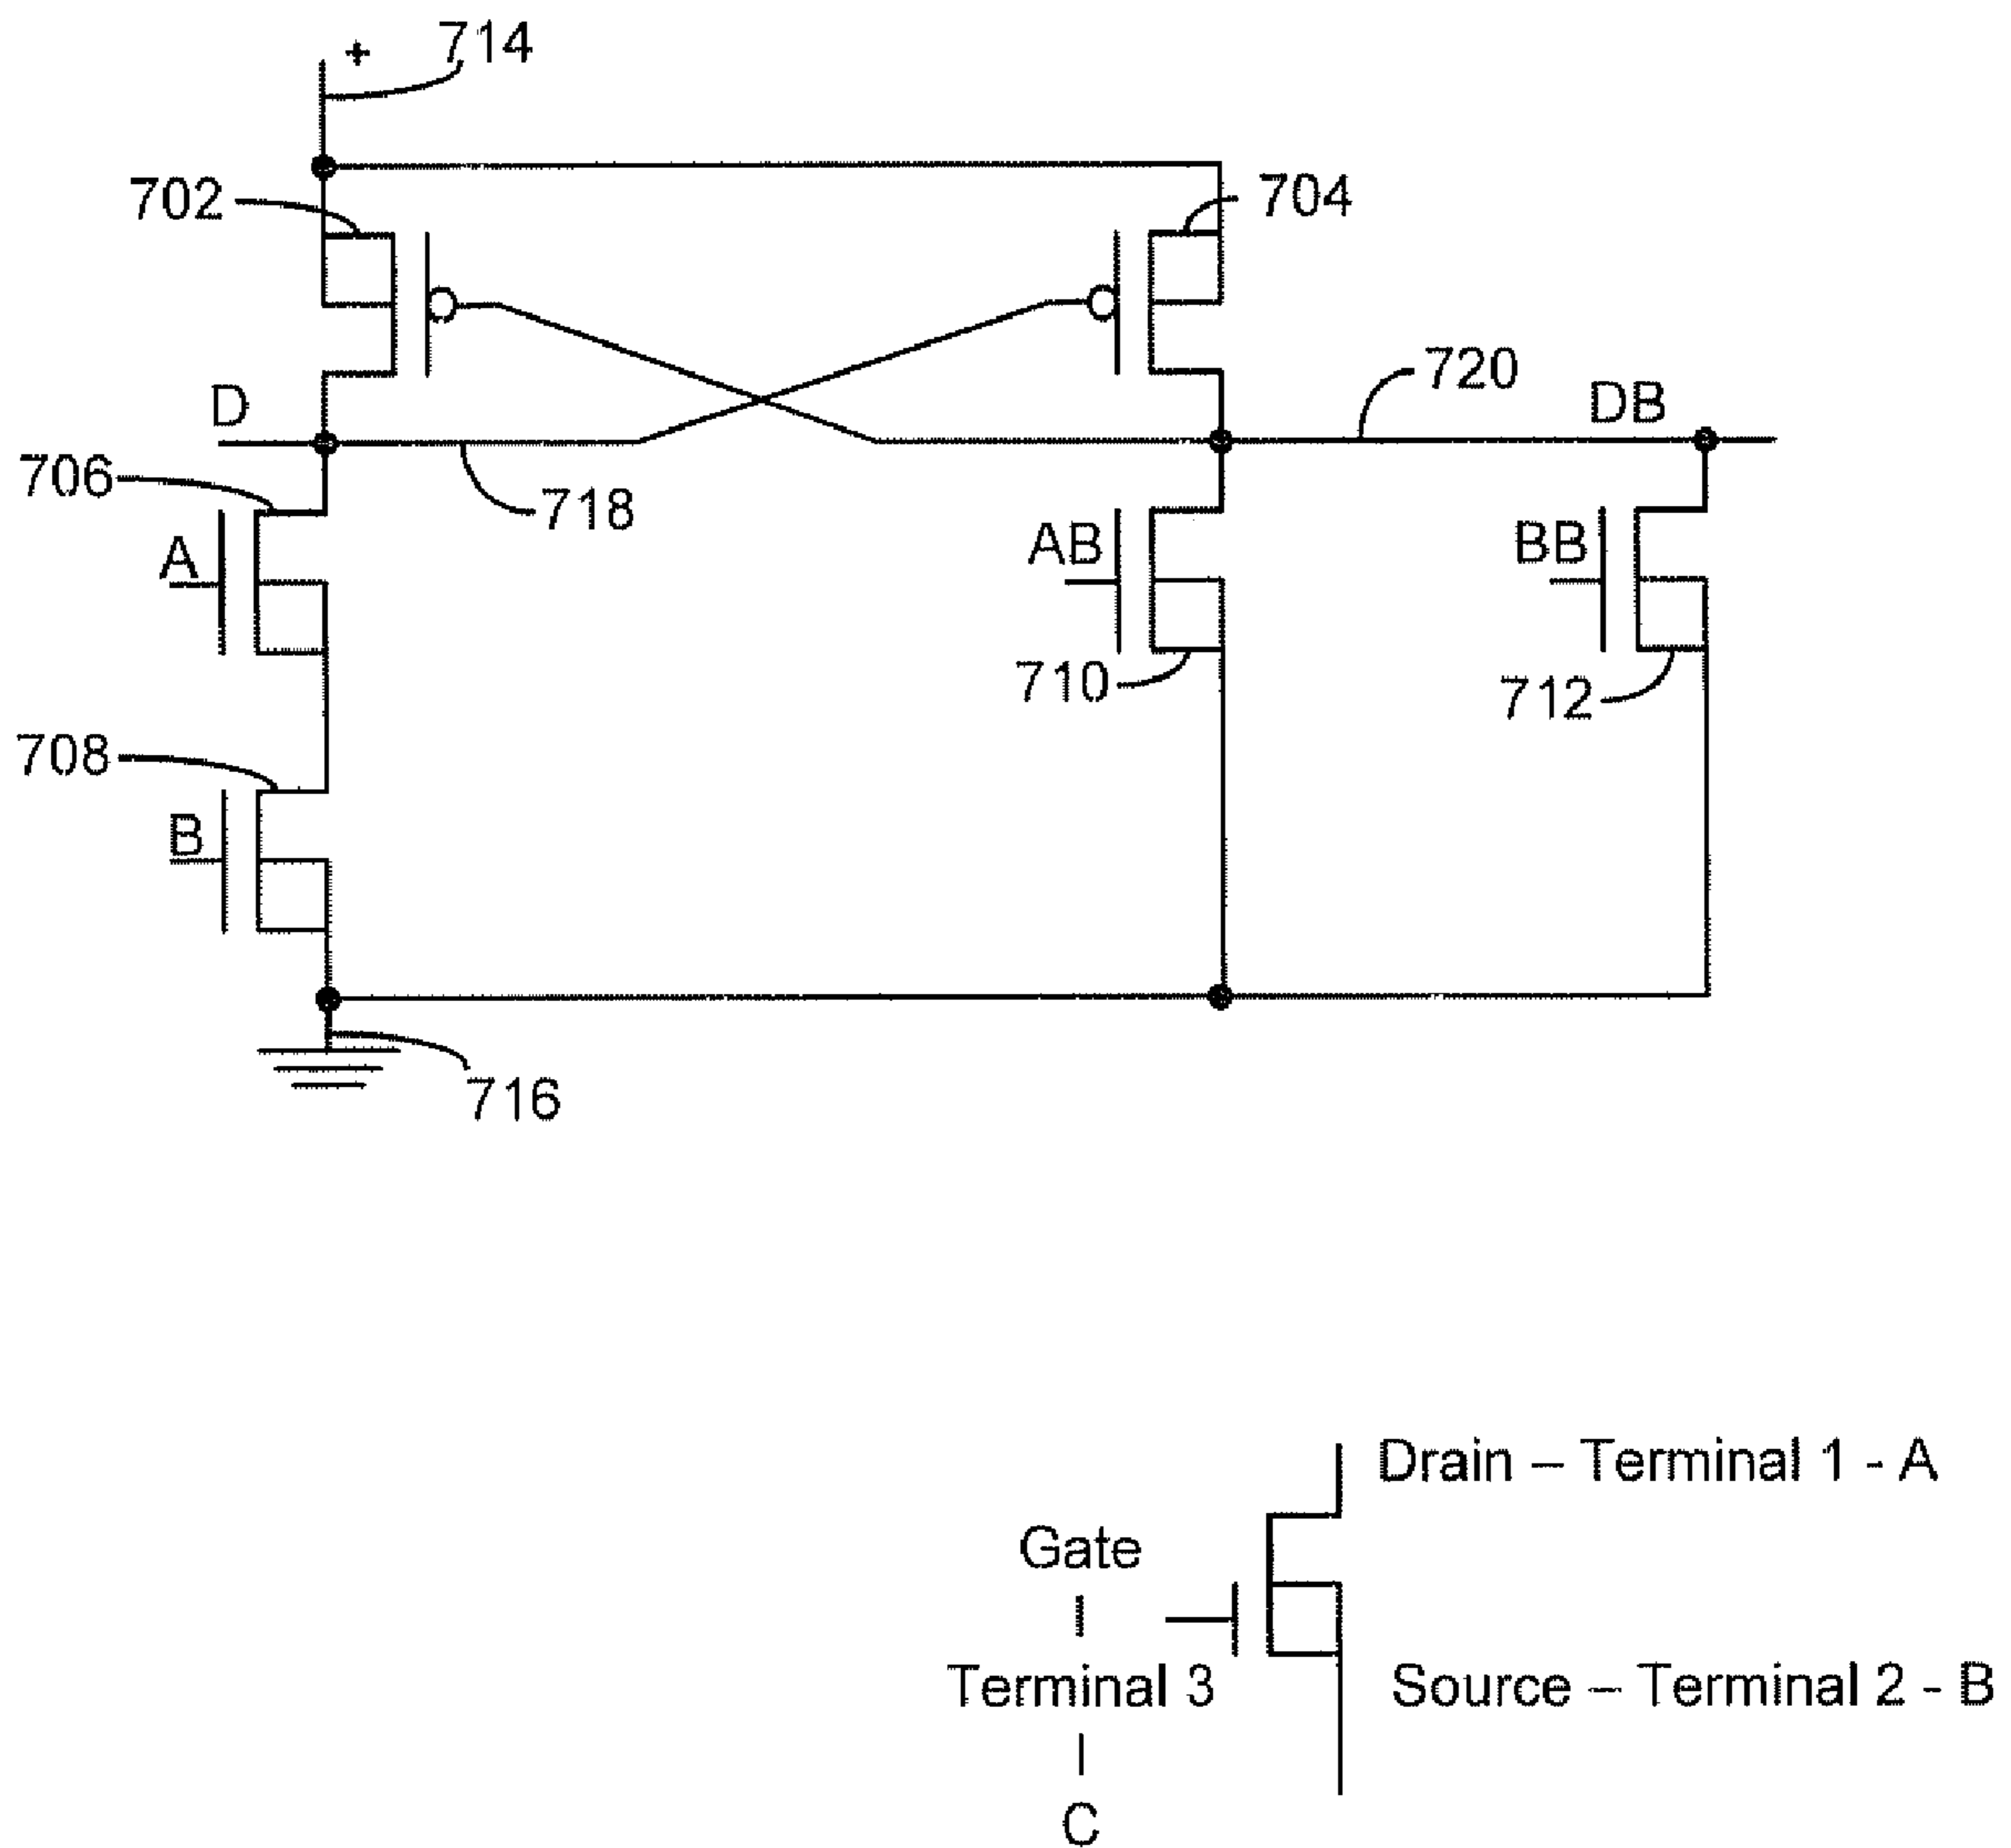 + 714
702
704
D
720
DB
706
718
A
AB
BB
710
712
708
B
716
Drain – Terminal 1 - A
Gate
–
Terminal 3
–
C
Source – Terminal 2 - B